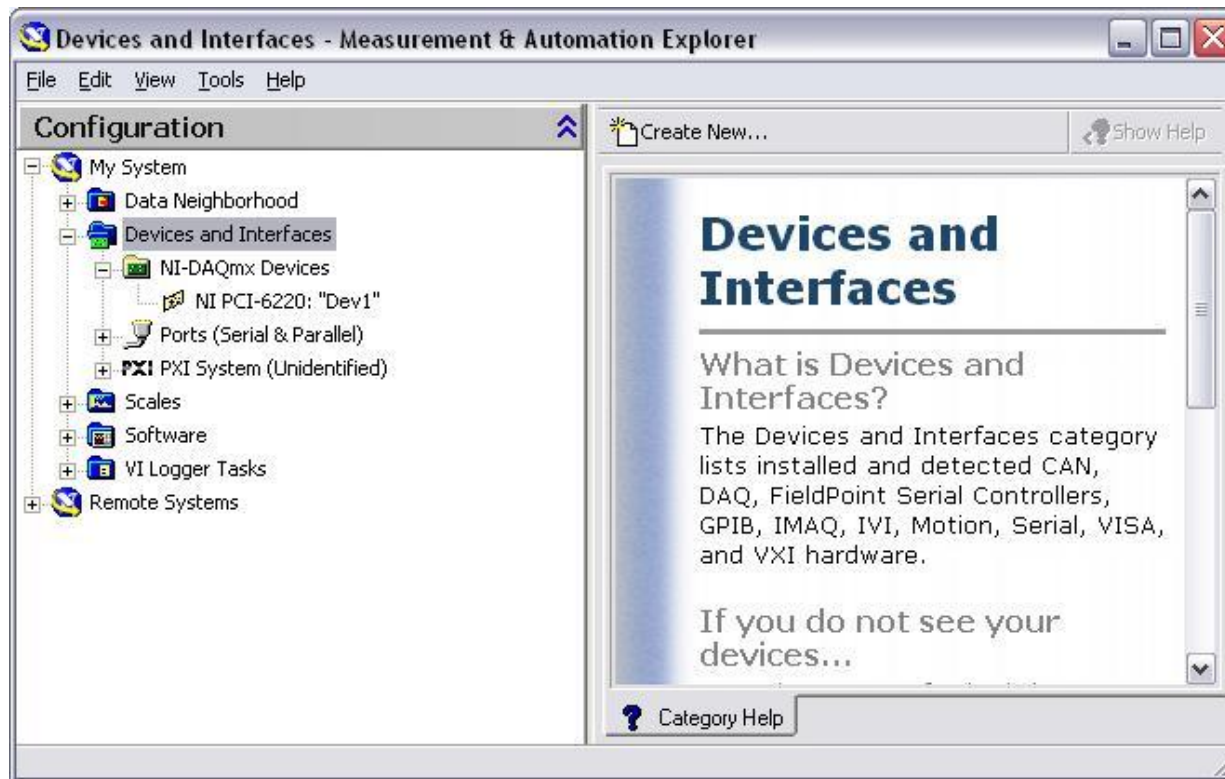 Devices and Interfaces - Measurement & Automation Explorer
File Edit View Tools Help
Configuration
My System
Data Neighborhood
Devices and Interfaces
NI-DAQmx Devices
NI PCI-6220: "Dev1"
Ports (Serial & Parallel)
PXI PXI System (Unidentified)
Scales
Software
VI Logger Tasks
Remote Systems
Create New...
Show Help
Devices and
Interfaces
What is Devices and
Interfaces?
The Devices and Interfaces category
lists installed and detected CAN,
DAQ, FieldPoint Serial Controllers,
GPIB, IMAQ, IVI, Motion, Serial, VISA,
and VXI hardware.
If you do not see your
devices...
? Category Help